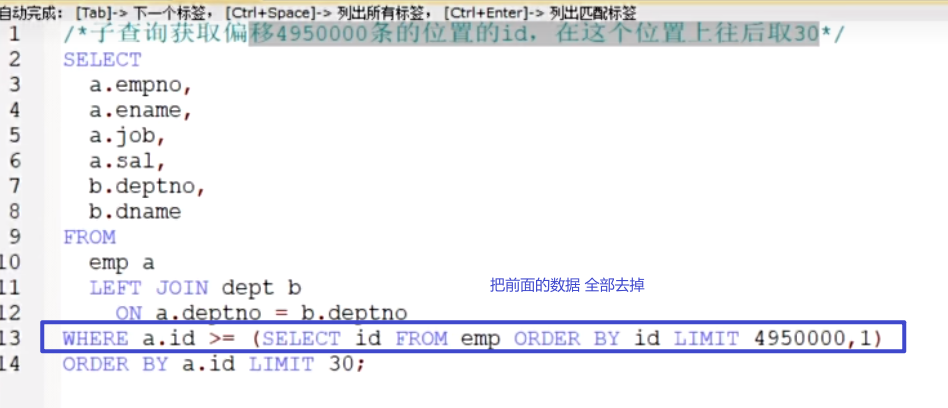 自动完成： [Tab]-> 下一个标签， [Ctrl+Space]-> 列出所有标签， [Ctrl+Enter]-> 列出匹配标签
1 /*子查询获取偏移4950000条的位置的id，在这个位置上往后取30*/
2 SELECT
3 a.empno,
4 a.ename,
5 a.job,
6 a.sal,
7 b.deptno,
8 b.dname
9 FROM
10 emp a
11 LEFT JOIN dept b
把前面的数据 全部去掉
12 ON a.deptno = b.deptno
13 WHERE a.id >= (SELECT id FROM emp ORDER BY id LIMIT 4950000,1)
14 ORDER BY a.id LIMIT 30;